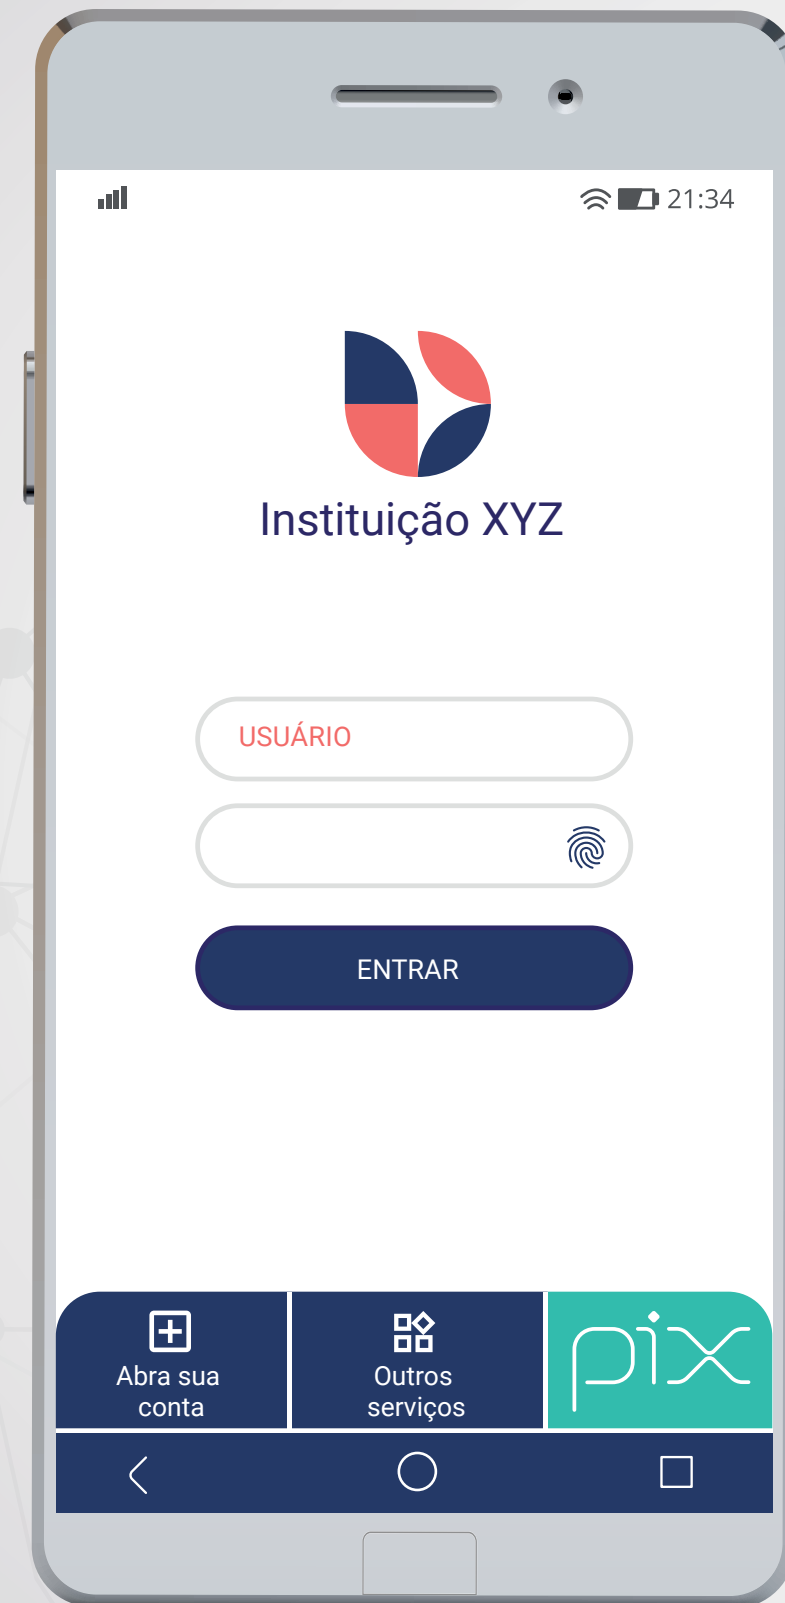 21:34
Instituição XYZ
USUÁRIO
ENTRAR
Abra sua
conta
Outros
serviços
pix